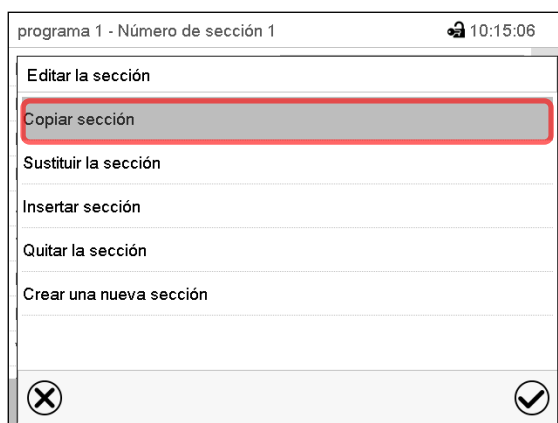 programa 1 - Número de sección 1 10:15:06
Editar la sección
Copiar sección
Sustituir la sección
Insertar sección
Quitar la sección
Crear una nueva sección